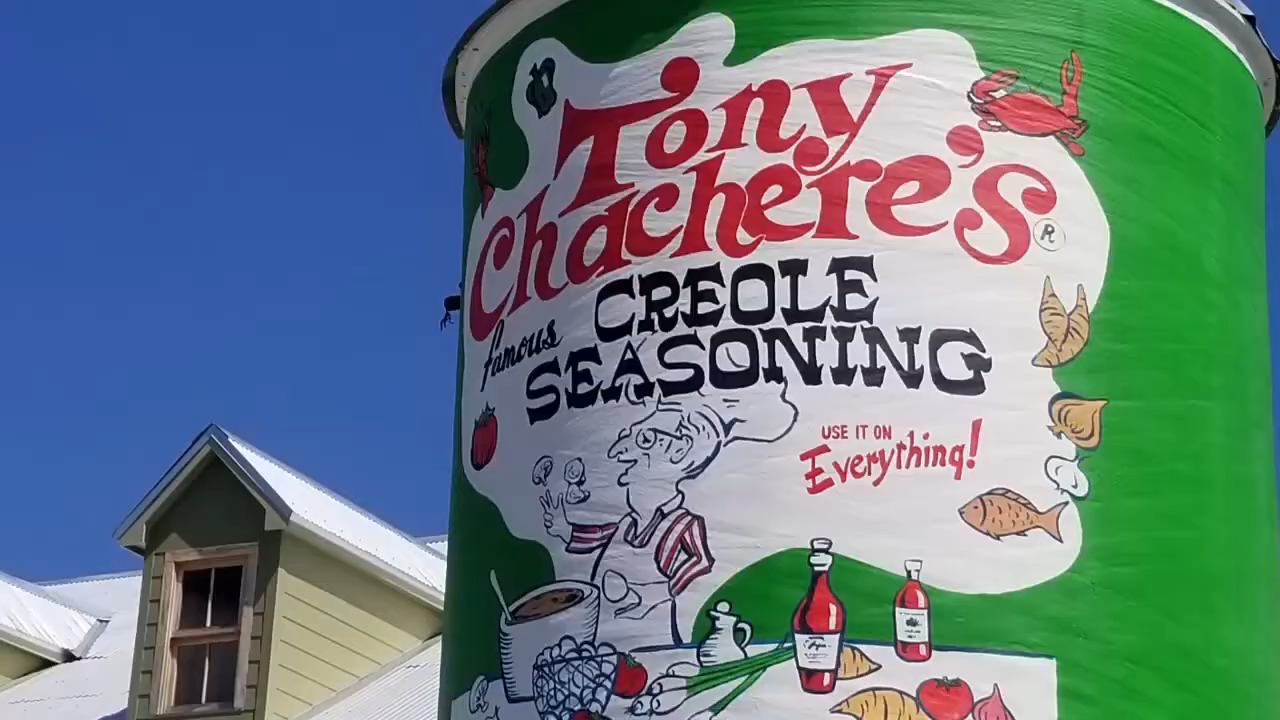 Tony
Chachere's ®
famous CREOLE
SEASONING
USE IT ON
Everything!